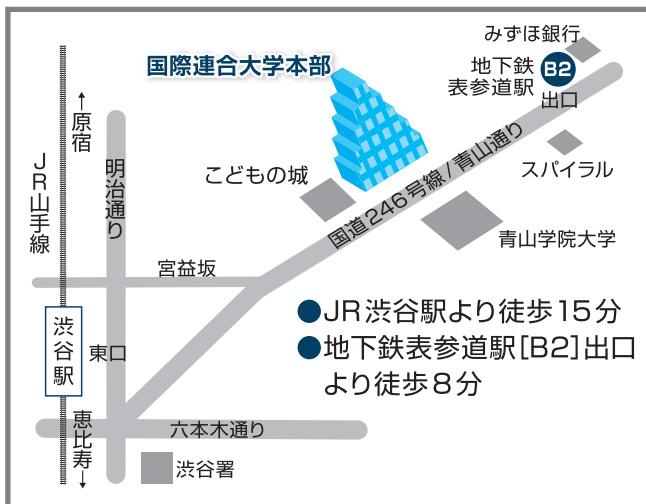 みずほ銀行
国際連合大学本部
地下鉄
表参道駅
B2
出口
←原宿
JR山手線
明治通り
こどもの城
国道246号線/青山通り
スパイラル
青山学院大学
宮益坂
渋谷駅
東口
●JR渋谷駅より徒歩15分
●地下鉄表参道駅[B2]出口
より徒歩8分
恵比寿→
六本木通り
渋谷署